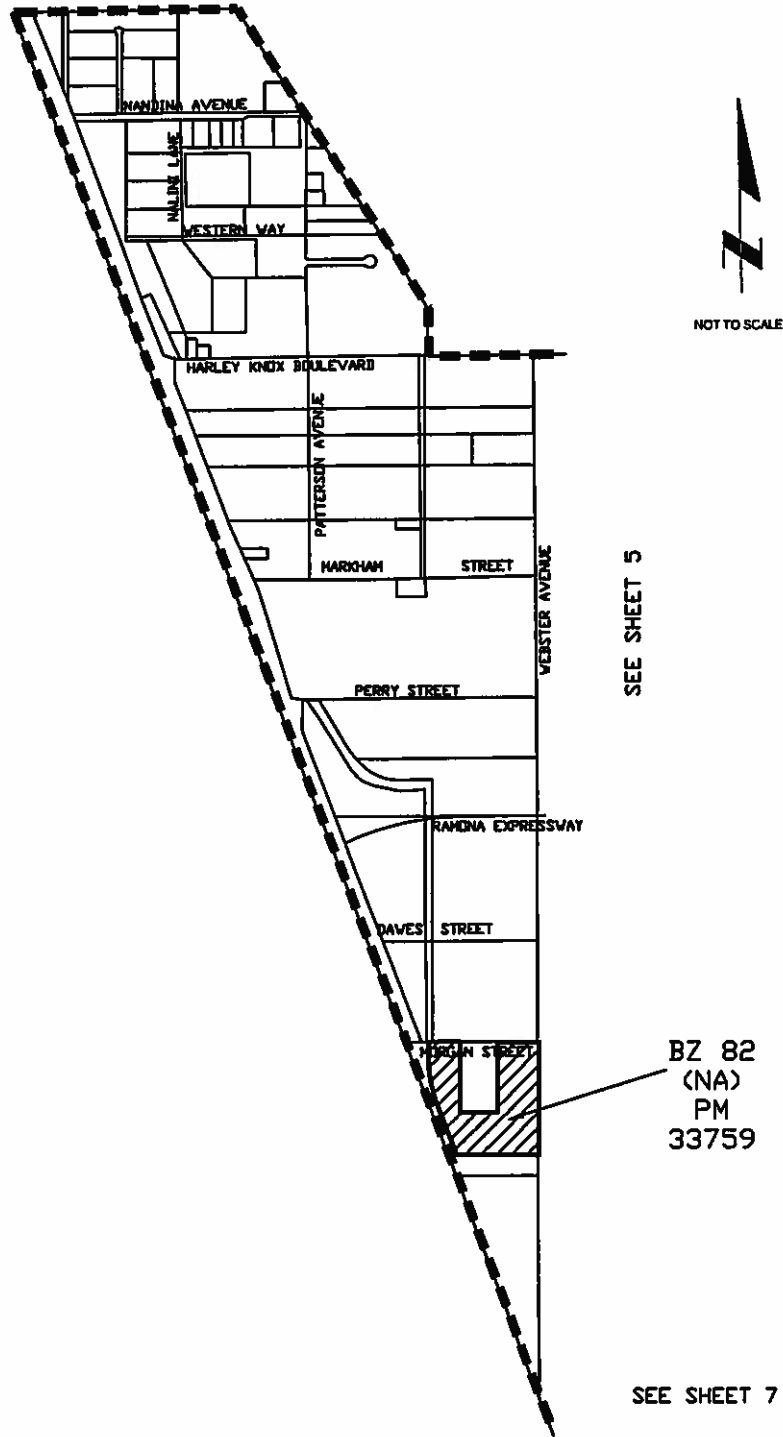 NANDINA AVENUE
NALINI LANE
WESTERN WAY
NOT TO SCALE
HARLEY KNOX BOULEVARD
PATTERSON AVENUE
MARKHAM STREET
WEBSTER AVENUE
SEE SHEET 5
PERRY STREET
RAMONA EXPRESSWAY
DAWES STREET
MORGAN STREET
BZ 82
(NA)
PM
33759
SEE SHEET 7